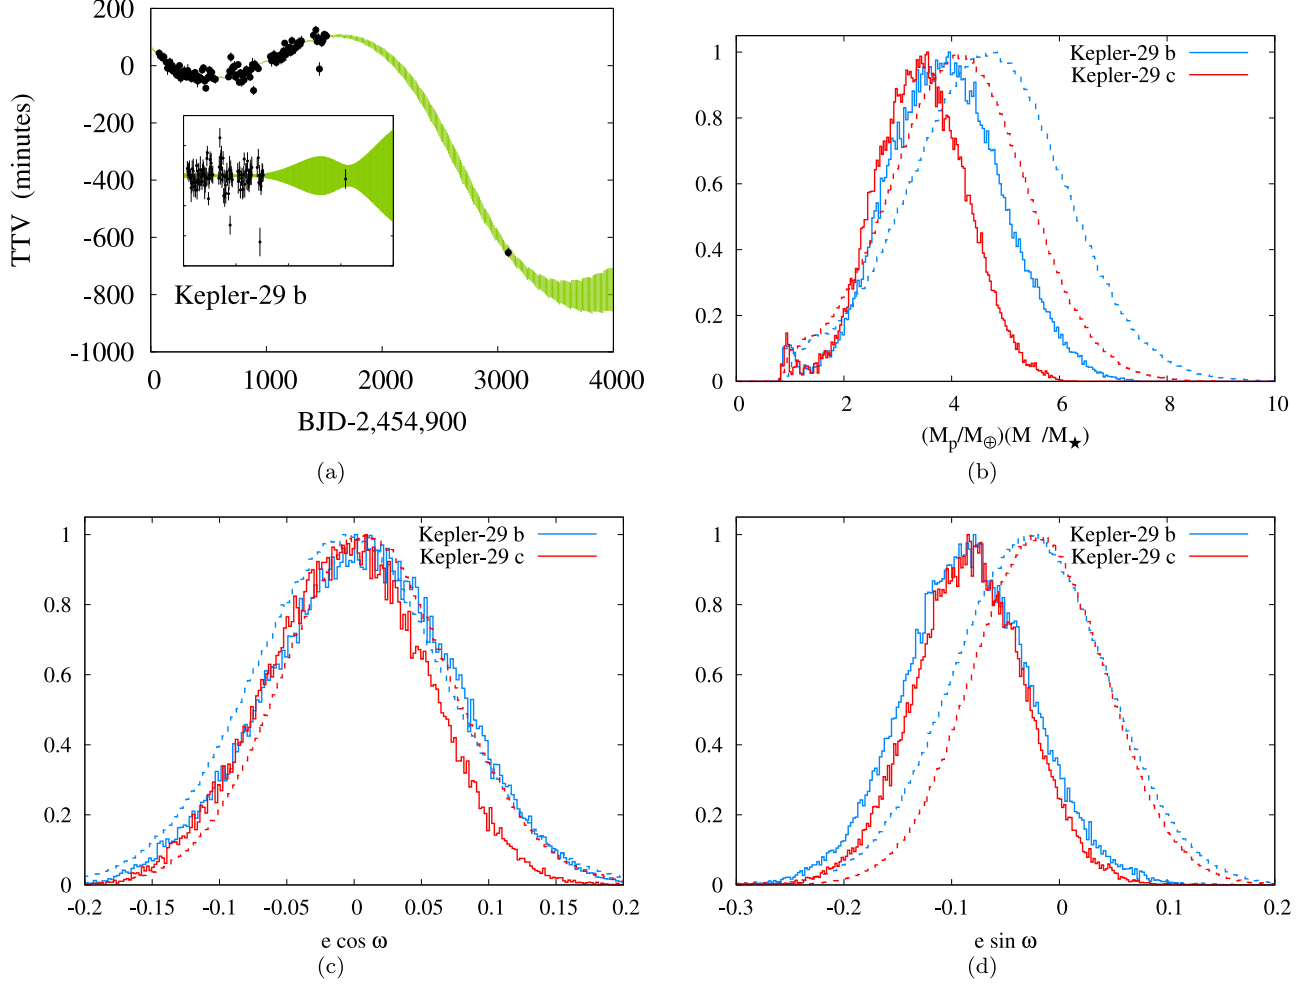 200
0
-200
-400
-600
-800
-1000
TTV (minutes)
Kepler-29 b
0 1000 2000 3000 4000
BJD-2,454,900
(a)
Kepler-29 b
Kepler-29 c
1
0.8
0.6
0.4
0.2
0
0 2 4 6 8 10
(Mp/M⊕)(M /M★)
(b)
Kepler-29 b
Kepler-29 c
1
0.8
0.6
0.4
0.2
0
-0.2 -0.15 -0.1 -0.05 0 0.05 0.1 0.15 0.2
e cos ω
(c)
Kepler-29 b
Kepler-29 c
1
0.8
0.6
0.4
0.2
0
-0.3 -0.2 -0.1 0 0.1 0.2
e sin ω
(d)